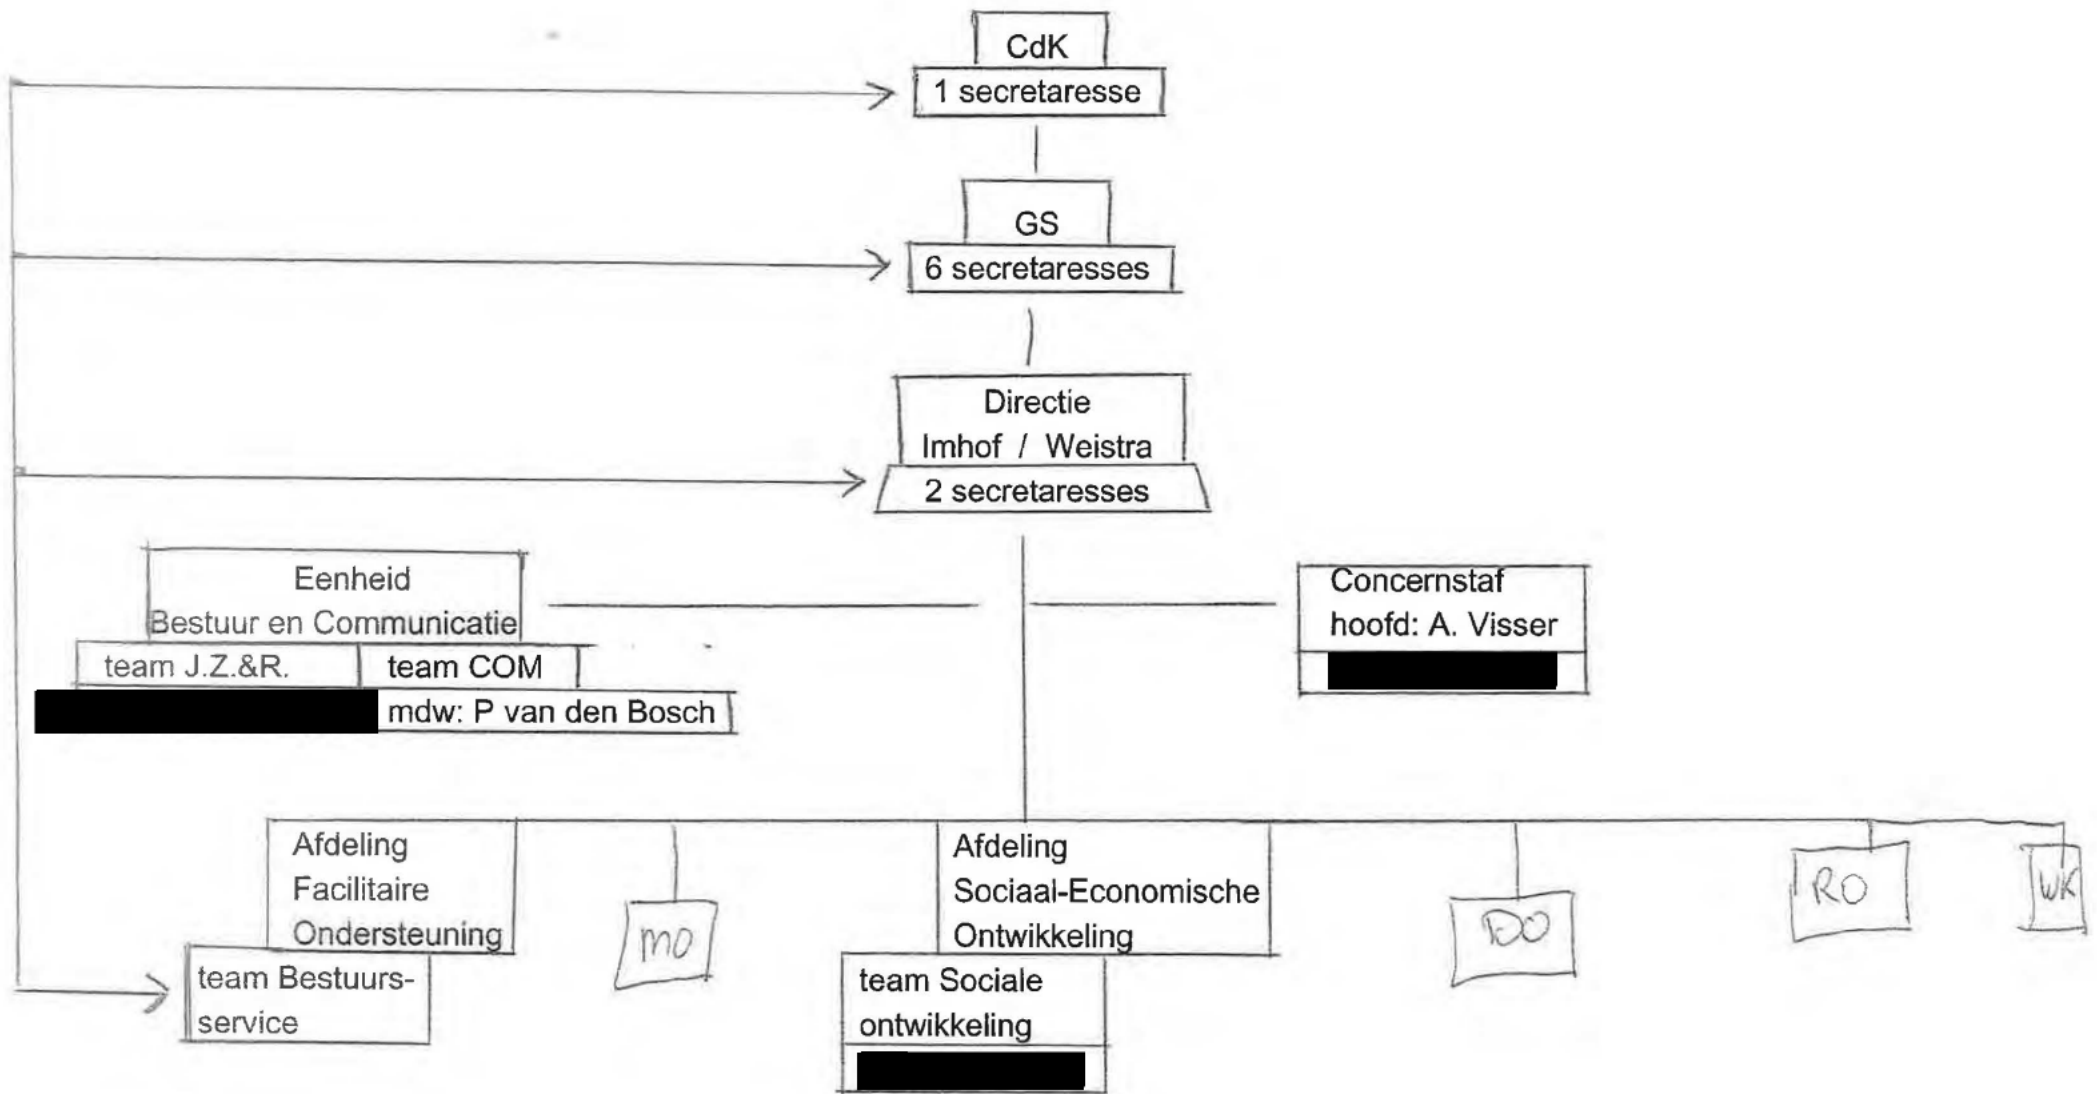 CdK
1 secretaresse
GS
6 secretaresses
Directie
Imhof / Weistra
2 secretaresses
Eenheid
Bestuur en Communicatie
team J.Z.&R.
team COM
mdw: P van den Bosch
Concernstaf
hoofd: A. Visser
Afdeling
Facilitaire
Ondersteuning
team Bestuurs-
service
MO
Afdeling
Sociaal-Economische
Ontwikkeling
team Sociale
ontwikkeling
DO
RO
WK